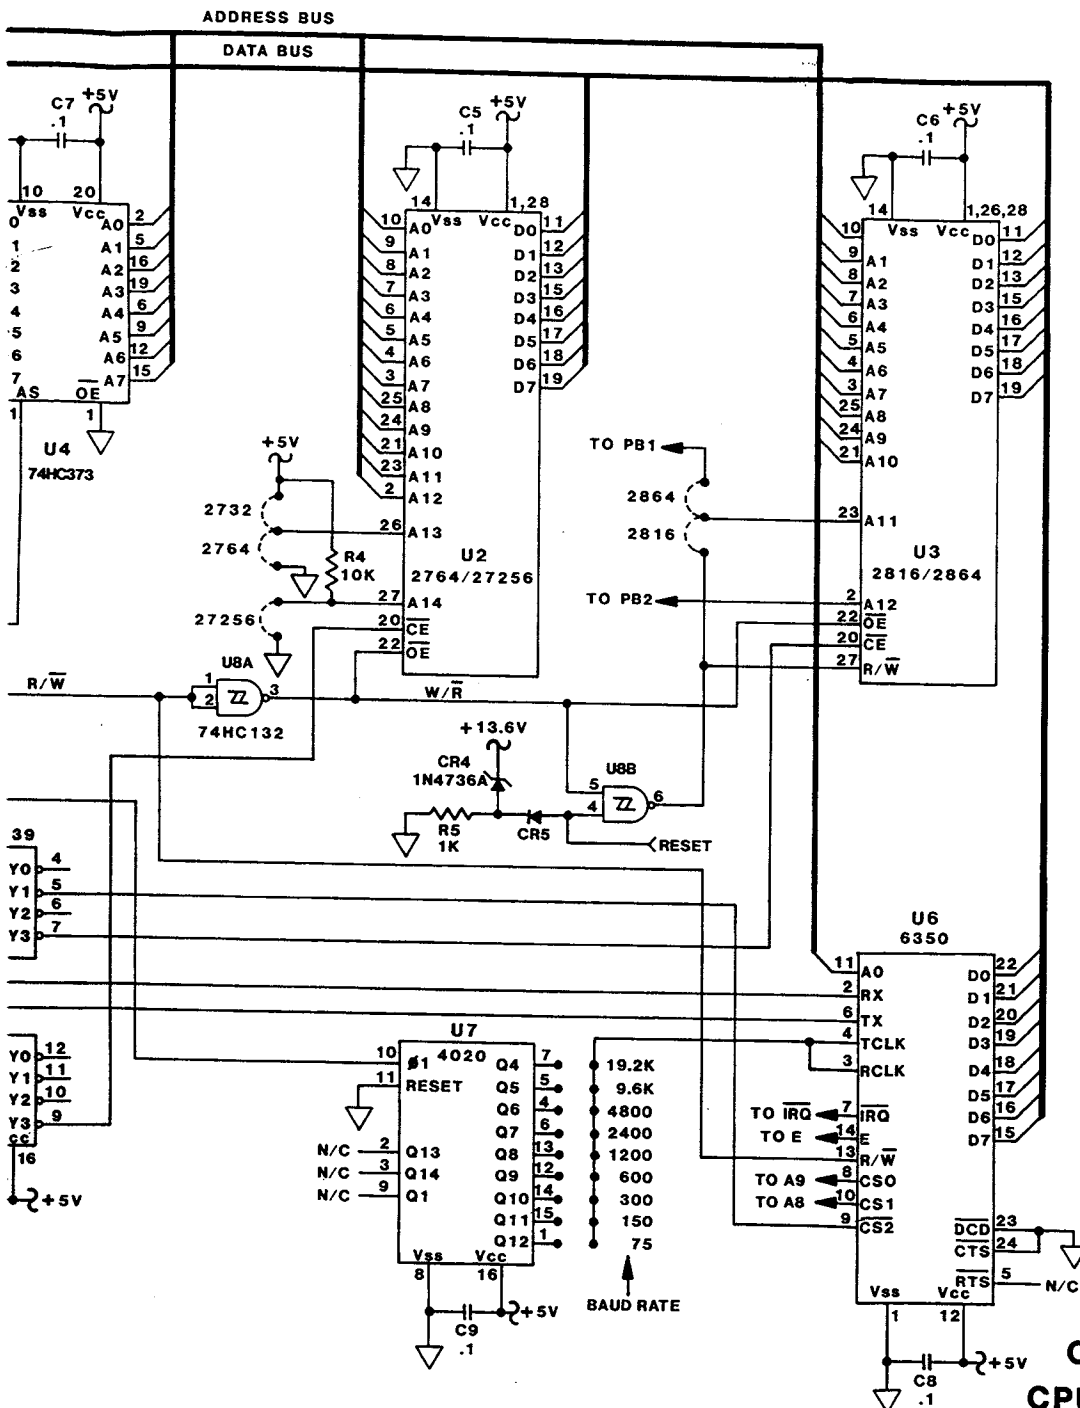 ADDRESS BUS
DATA BUS
C7
.1
+5V
10 20
Vss Vcc
0
1
2
3
4
5
6
7
A0 2
A1 5
A2 16
A3 19
A4 6
A5 9
A6 12
A7 15
AS OE
1 1
U4
74HC373
C5
.1
+5V
14 1,28
Vss Vcc
10 A0
9 A1
8 A2
7 A3
6 A4
5 A5
4 A6
3 A7
25 A8
24 A9
21 A10
23 A11
2 A12
26 A13
27 A14
20 CE
22 OE
D0 11
D1 12
D2 13
D3 15
D4 16
D5 17
D6 18
D7 19
U2
2764/27256
+5V
2732
2764
27256
R4
10K
C6
.1
+5V
14 1,26,28
Vss Vcc
10
9 A1
8 A2
7 A3
6 A4
5 A5
4 A6
3 A7
25 A8
24 A9
21 A10
23 A11
2 A12
22 OE
20 CE
27 R/W
D0 11
D1 12
D2 13
D3 15
D4 16
D5 17
D6 18
D7 19
U3
2816/2864
TO PB1
2864
2816
TO PB2
R/W
U8A
1
2
3
74HC132
W/R
+13.6V
CR4
1N4736A
R5
1K
CR5
U8B
5
4
6
RESET
39
Y0 4
Y1 5
Y2 6
Y3 7
Y0 12
Y1 11
Y2 10
Y3 9
CC
16
+5V
U7
4020
10 ø1
11 RESET
N/C 2 Q13
N/C 3 Q14
N/C 9 Q1
Q4 7
Q5 5
Q6 4
Q7 6
Q8 13
Q9 12
Q10 14
Q11 15
Q12 1
Vss Vcc
8 16
C9
.1
+5V
19.2K
9.6K
4800
2400
1200
600
300
150
75
BAUD RATE
U6
6350
11 A0
2 RX
6 TX
4 TCLK
3 RCLK
TO IRQ 7 IRQ
TO E 14 E
13 R/W
TO A9 8 CS0
TO A8 10 CS1
9 CS2
D0 22
D1 21
D2 20
D3 19
D4 18
D5 17
D6 16
D7 15
DCD 23
CTS 24
RTS 5 N/C
Vss Vcc
1 12
C8
.1
+5V
CPU